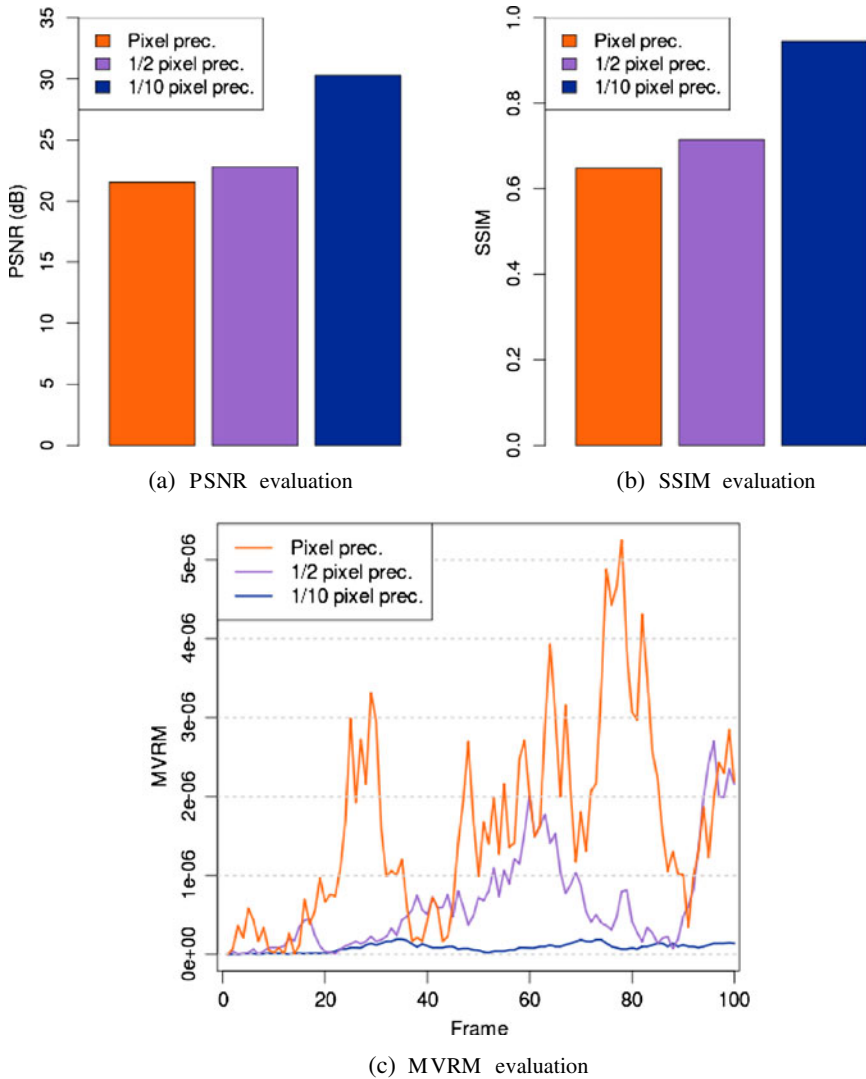 Pixel prec.
1/2 pixel prec.
1/10 pixel prec.
PSNR (dB)
0
5
10
15
20
25
30
35
(a) PSNR evaluation
Pixel prec.
1/2 pixel prec.
1/10 pixel prec.
SSIM
0.0
0.2
0.4
0.6
0.8
1.0
(b) SSIM evaluation
Pixel prec.
1/2 pixel prec.
1/10 pixel prec.
MVRM
0e+00
1e-06
2e-06
3e-06
4e-06
5e-06
0
20
40
60
80
100
Frame
(c) MVRM evaluation